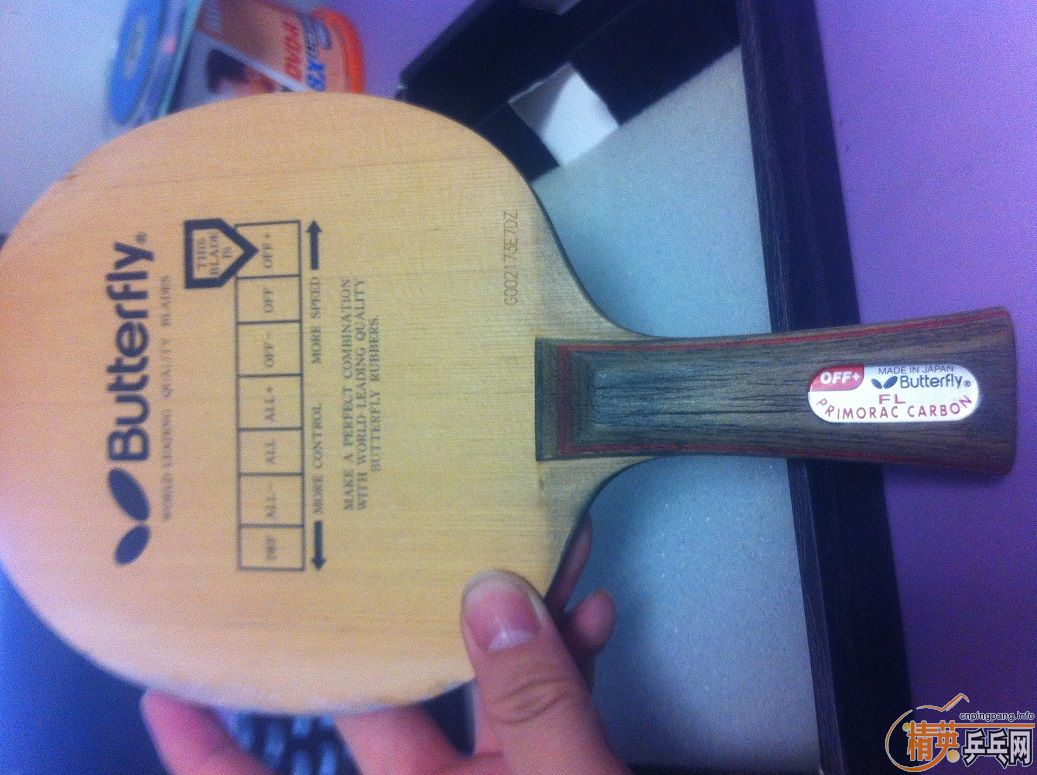 Butterfly®
WORLD-LEADING QUALITY BLADES
THIS
BLADE
IS
DEF ALL- ALL ALL+ OFF- OFF OFF+
MORE CONTROL MORE SPEED
MAKE A PERFECT COMBINATION
WITH WORLD-LEADING QUALITY
BUTTERFLY RUBBERS.
G002173E7DZ
OFF+
MADE IN JAPAN
Butterfly®
FL
PRIMORAC CARBON
cnpingpang.info
精英乒乓网